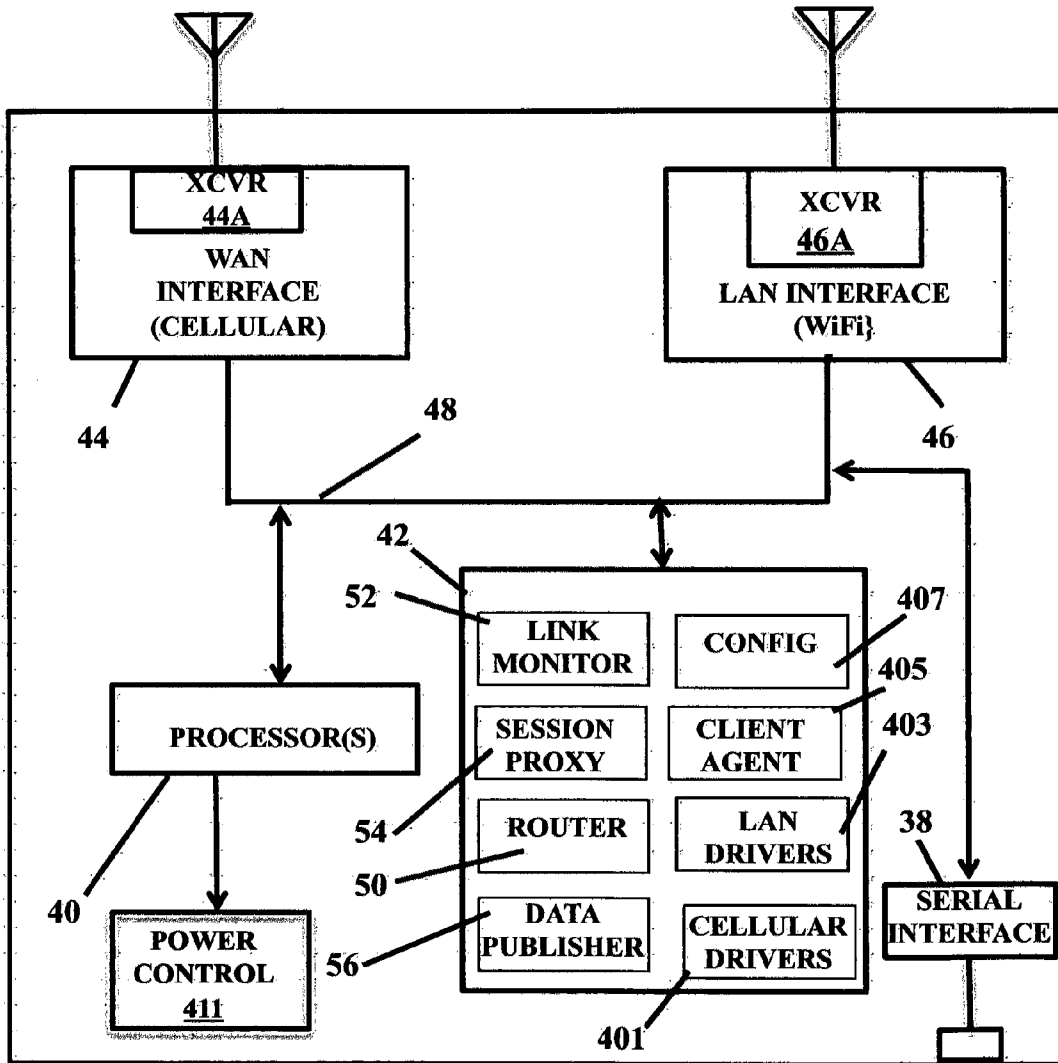 XCVR
44A
WAN
INTERFACE
(CELLULAR)
XCVR
46A
LAN INTERFACE
(WiFi}
44
48
46
42
52
LINK
MONITOR
CONFIG
407
405
PROCESSOR(S)
SESSION
PROXY
CLIENT
AGENT
403
54
ROUTER
LAN
DRIVERS
38
50
40
POWER
CONTROL
411
DATA
PUBLISHER
56
CELLULAR
DRIVERS
401
SERIAL
INTERFACE